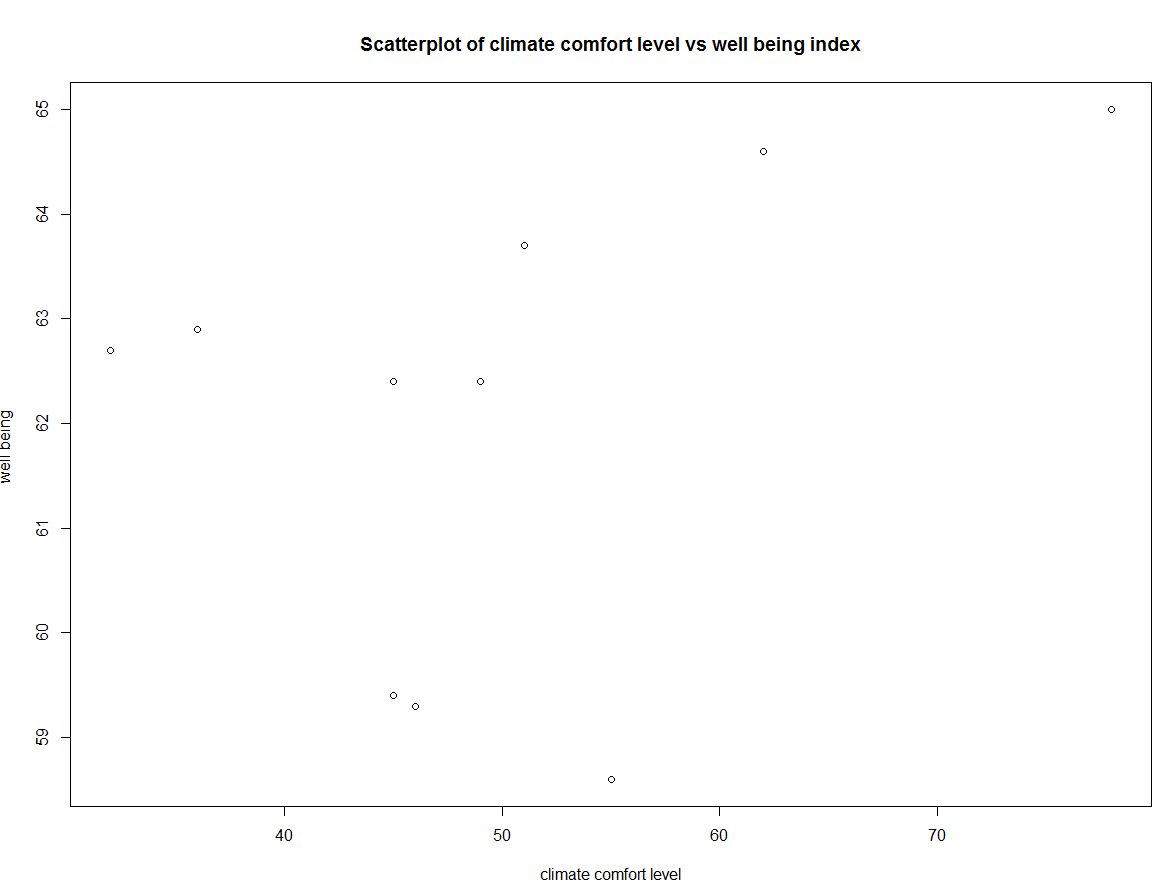 Scatterplot of climate comfort level vs well being index
65
64
63
62
61
60
59
well being
40 50 60 70
climate comfort level